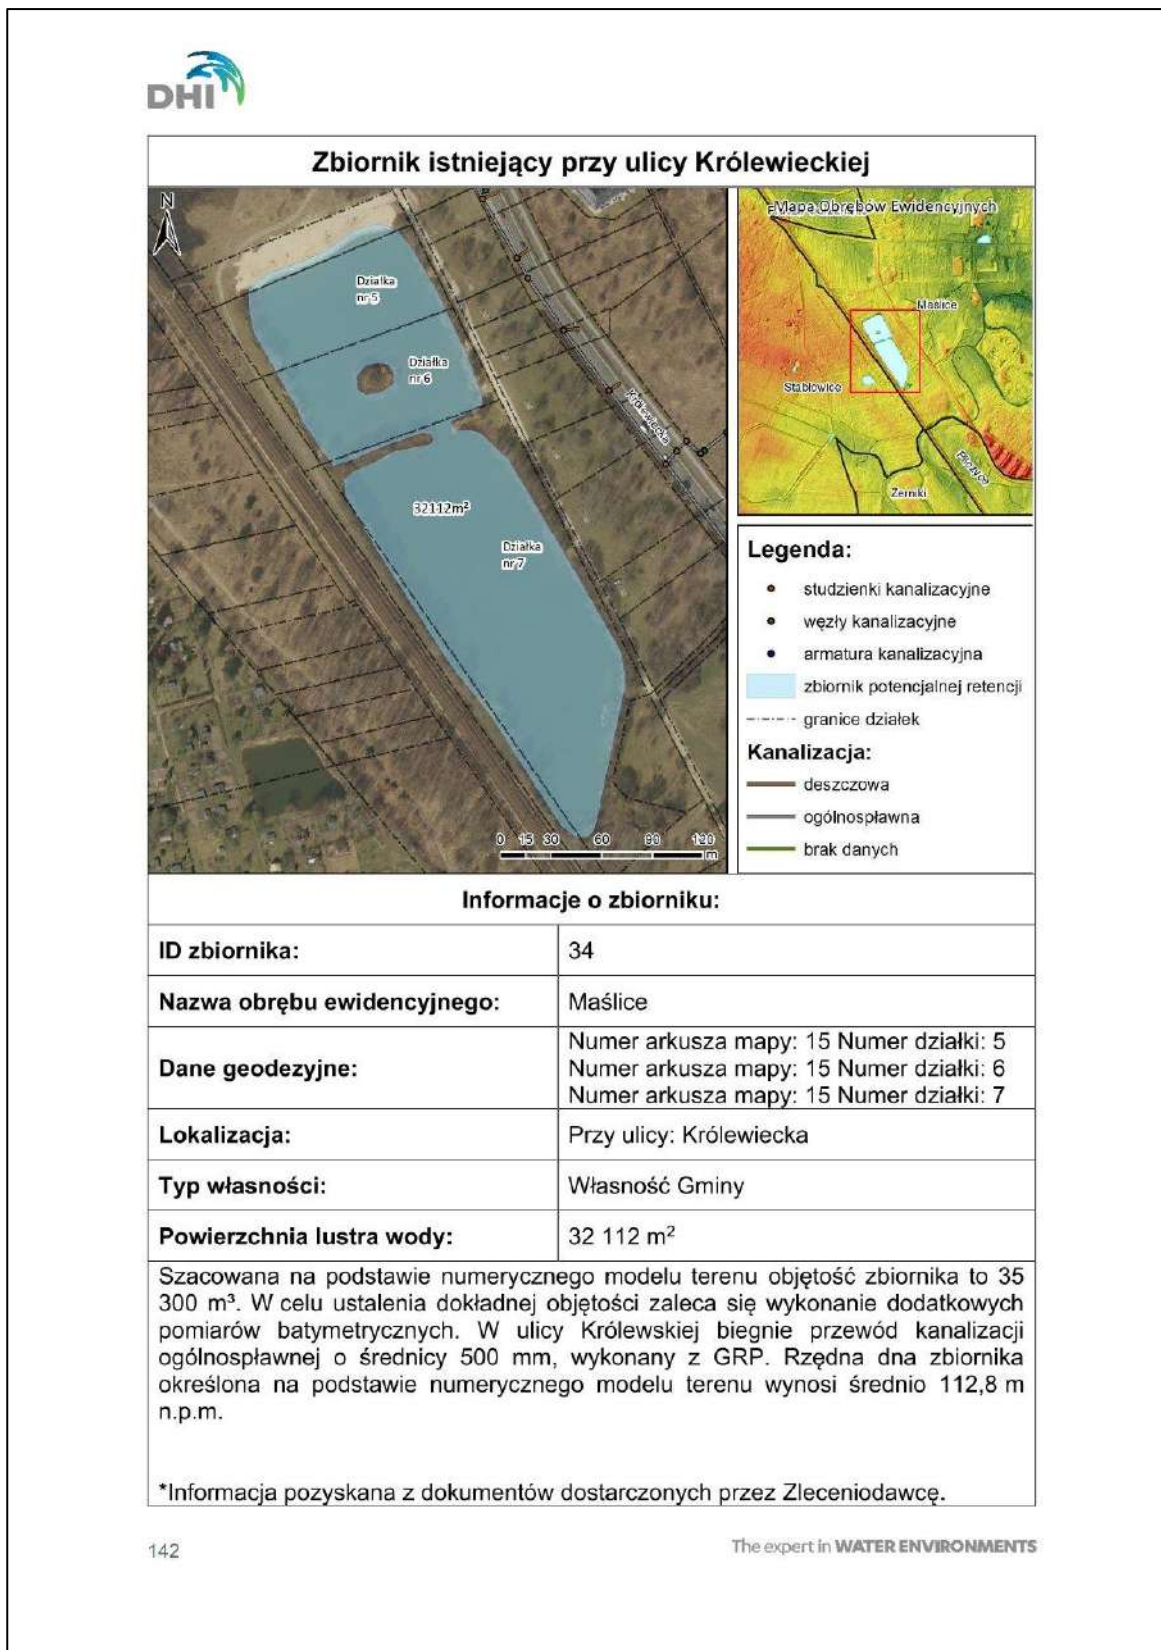 DHI
Zbiornik istniejący przy ulicy Królewieckiej
N
Działka
nr 5
Działka
nr 6
Królewiecka
32112m²
Działka
nr 7
0 15 30 60 90 120
m
Mapa Obrębów Ewidencyjnych
Maślice
Stabłowice
Pilczyce
Żerniki
Legenda:
studzienki kanalizacyjne
węzły kanalizacyjne
armatura kanalizacyjna
zbiornik potencjalnej retencji
granice działek
Kanalizacja:
deszczowa
ogólnospławna
brak danych
Informacje o zbiorniku:
ID zbiornika: 34
Nazwa obrębu ewidencyjnego: Maślice
Dane geodezyjne:
Numer arkusza mapy: 15 Numer działki: 5
Numer arkusza mapy: 15 Numer działki: 6
Numer arkusza mapy: 15 Numer działki: 7
Lokalizacja: Przy ulicy: Królewiecka
Typ własności: Własność Gminy
Powierzchnia lustra wody: 32 112 m²
Szacowana na podstawie numerycznego modelu terenu objętość zbiornika to 35
300 m³. W celu ustalenia dokładnej objętości zaleca się wykonanie dodatkowych
pomiarów batymetrycznych. W ulicy Królewskiej biegnie przewód kanalizacji
ogólnospławnej o średnicy 500 mm, wykonany z GRP. Rzędna dna zbiornika
określona na podstawie numerycznego modelu terenu wynosi średnio 112,8 m
n.p.m.
*Informacja pozyskana z dokumentów dostarczonych przez Zleceniodawcę.
142
The expert in WATER ENVIRONMENTS